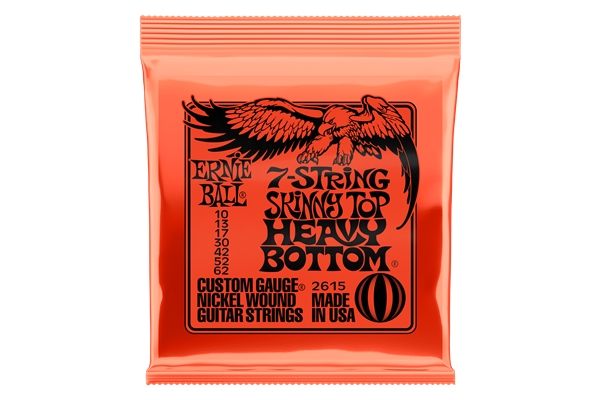 ERNIE
BALL®
10
13
17
30
42
52
62
7-STRING
SKINNY TOP
HEAVY
BOTTOM®
CUSTOM GAUGE®
NICKEL WOUND
GUITAR STRINGS
2615
MADE
IN USA